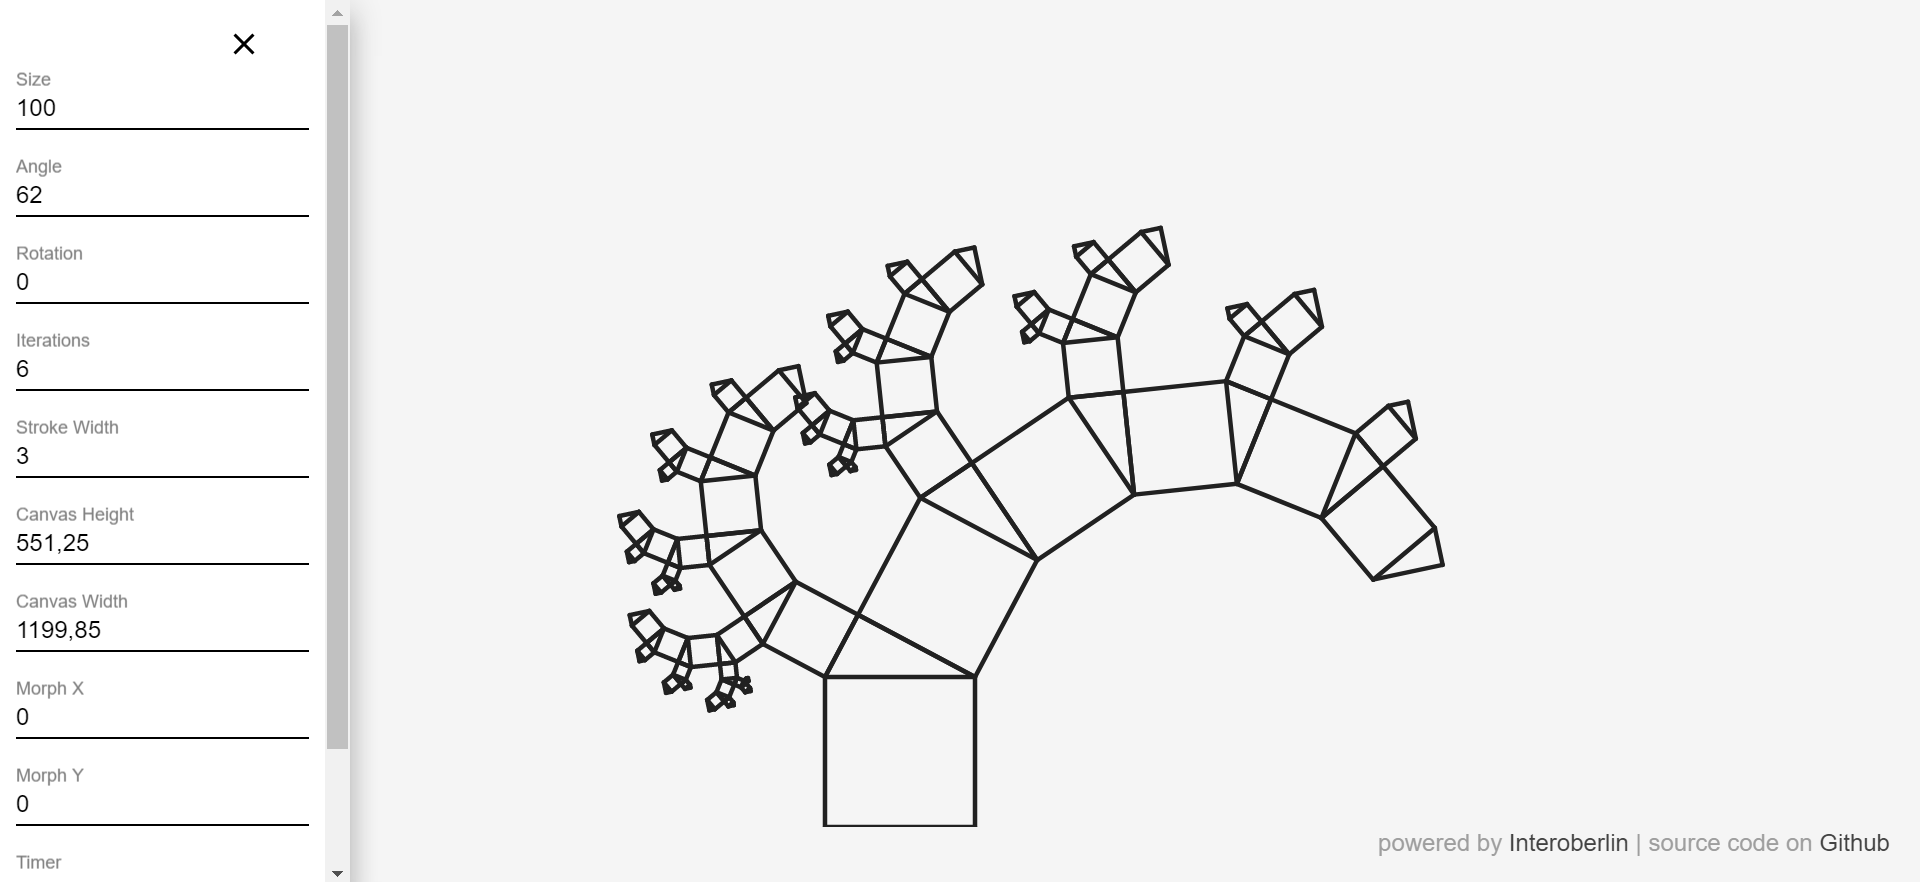 Size
100
Angle
62
Rotation
0
Iterations
6
Stroke Width
3
Canvas Height
551,25
Canvas Width
1199,85
Morph X
0
Morph Y
0
Timer
powered by Interoberlin | source code on Github